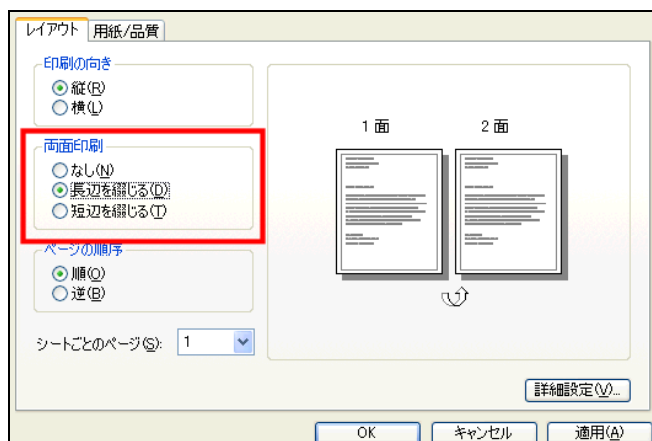 レイアウト 用紙/品質
印刷の向き
縦(R)
横(L)
両面印刷
なし(N)
長辺を綴じる(D)
短辺を綴じる(T)
ページの順序
順(O)
逆(B)
シートごとのページ(S): 1
1 面 2 面
詳細設定(V)...
OK キャンセル 適用(A)